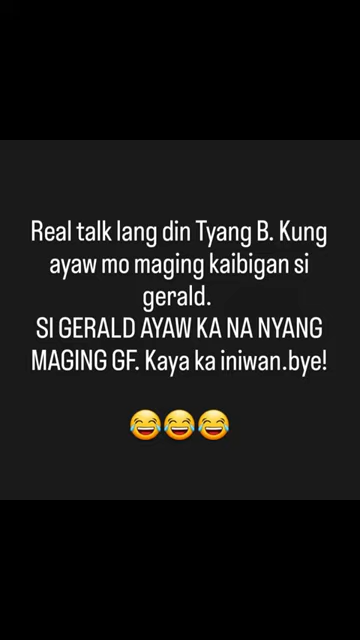 Real talk lang din Tyang B. Kung
ayaw mo maging kaibigan si
gerald.
SI GERALD AYAW KA NA NYANG
MAGING GF. Kaya ka iniwan.bye!
😂😂😂